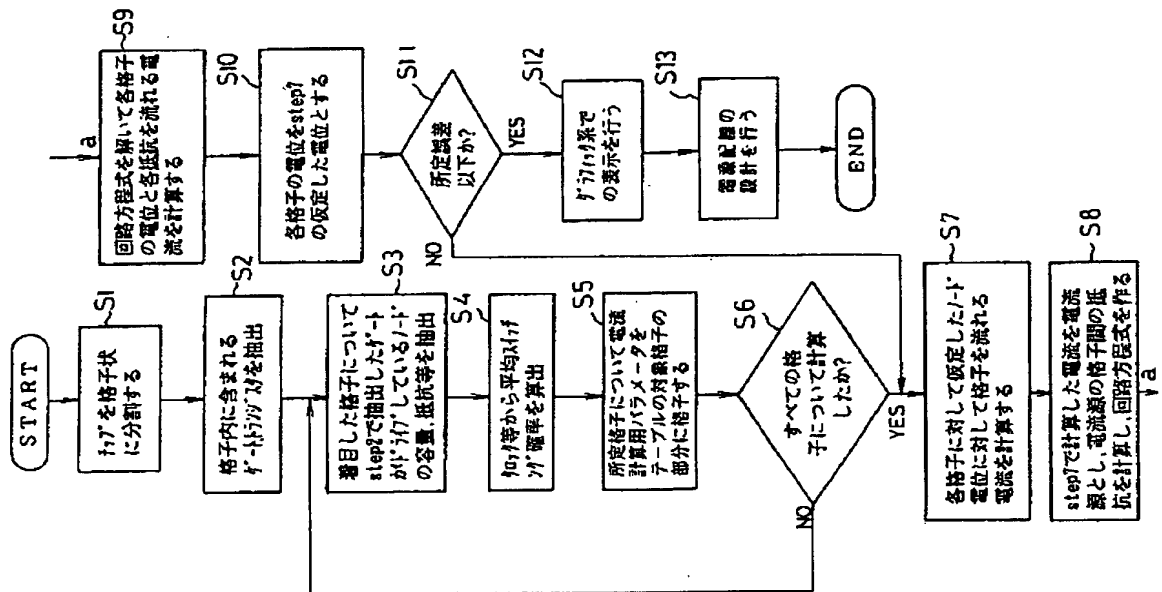 START
S1
チップを格子状
に分割する
S2
格子内に含まれる
ゲートトランジスタを抽出
S3
着目した格子について
step2で抽出したゲート
がドライブしているノード
の容量,抵抗等を抽出
S4
クロック等から平均スイッチ
ング確率を算出
S5
所定格子について電流
計算用パラメータを
テーブルの対象格子の
部分に格子する
S6
すべての格
子について計算
したか?
NO
YES
S7
各格子に対して仮定したノード
電位に対して格子を流れる
電流を計算する
S8
step7で計算した電流を電流
源とし,電流源の格子間の抵
抗を計算し,回路方程式を作る
a
a
S9
回路方程式を解いて各格子
の電位と各抵抗を流れる電
流を計算する
S10
各格子の電位をstep7
の仮定した電位とする
S11
所定誤差
以下か?
NO
YES
S12
グラフィック系で
の表示を行う
S13
電源配線の
設計を行う
END